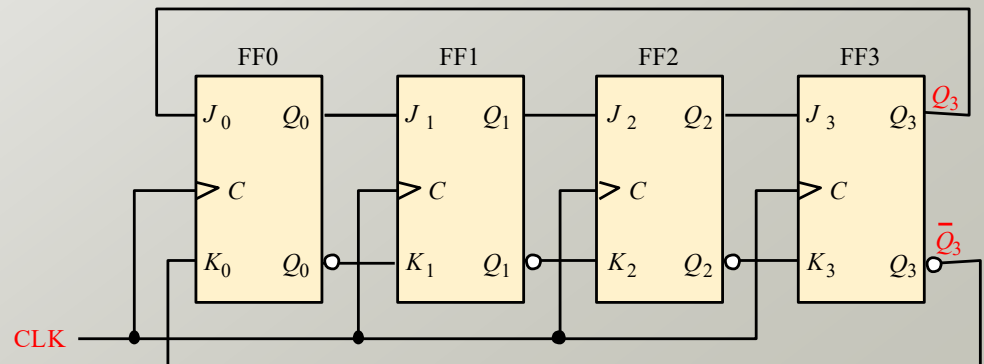 FF0 FF1 FF2 FF3
Q3
J0 Q0 J1 Q1 J2 Q2 J3 Q3
C C C C
Q̅3
K0 Q0 K1 Q1 K2 Q2 K3 Q3
CLK